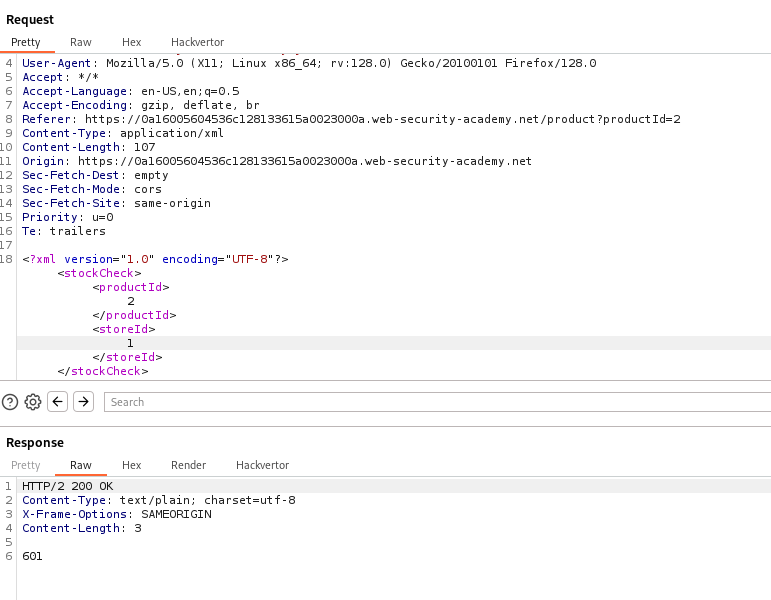 Request
Pretty Raw Hex Hackvertor
4 User-Agent: Mozilla/5.0 (X11; Linux x86_64; rv:128.0) Gecko/20100101 Firefox/128.0
5 Accept: */*
6 Accept-Language: en-US,en;q=0.5
7 Accept-Encoding: gzip, deflate, br
8 Referer: https://0a16005604536c128133615a0023000a.web-security-academy.net/product?productId=2
9 Content-Type: application/xml
10 Content-Length: 107
11 Origin: https://0a16005604536c128133615a0023000a.web-security-academy.net
12 Sec-Fetch-Dest: empty
13 Sec-Fetch-Mode: cors
14 Sec-Fetch-Site: same-origin
15 Priority: u=0
16 Te: trailers
17
18 <?xml version="1.0" encoding="UTF-8"?>
<stockCheck>
<productId>
2
</productId>
<storeId>
1
</storeId>
</stockCheck>
Search
Response
Pretty Raw Hex Render Hackvertor
1 HTTP/2 200 OK
2 Content-Type: text/plain; charset=utf-8
3 X-Frame-Options: SAMEORIGIN
4 Content-Length: 3
5
6 601